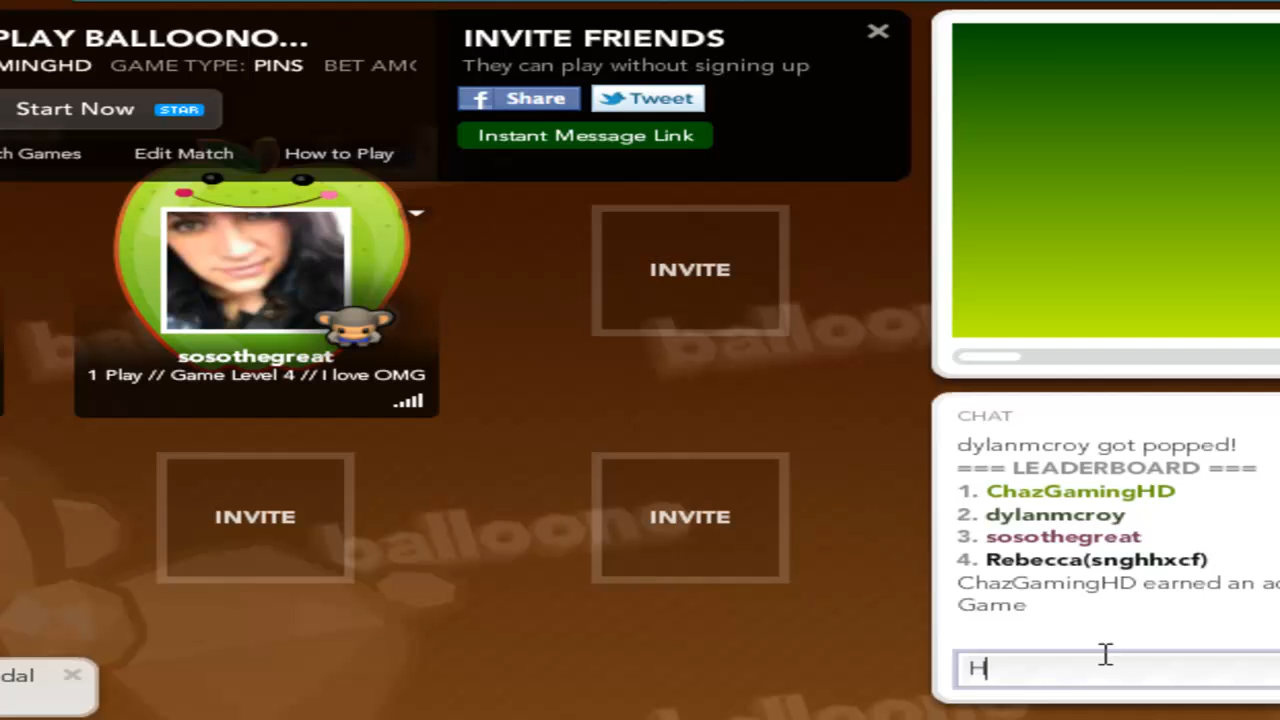 PLAY BALLOONO...
MINGHD GAME TYPE: PINS BET AM
Start Now STAR
ch Games Edit Match How to Play
INVITE FRIENDS
They can play without signing up
Share Tweet
Instant Message Link
sosothegreat
1 Play // Game Level 4 // I love OMG
INVITE
INVITE
INVITE
balloono
balloono
dal
CHAT
dylanmcroy got popped!
=== LEADERBOARD ===
1. ChazGamingHD
2. dylanmcroy
3. sosothegreat
4. Rebecca(snghhxcf)
ChazGamingHD earned an ac
Game
H